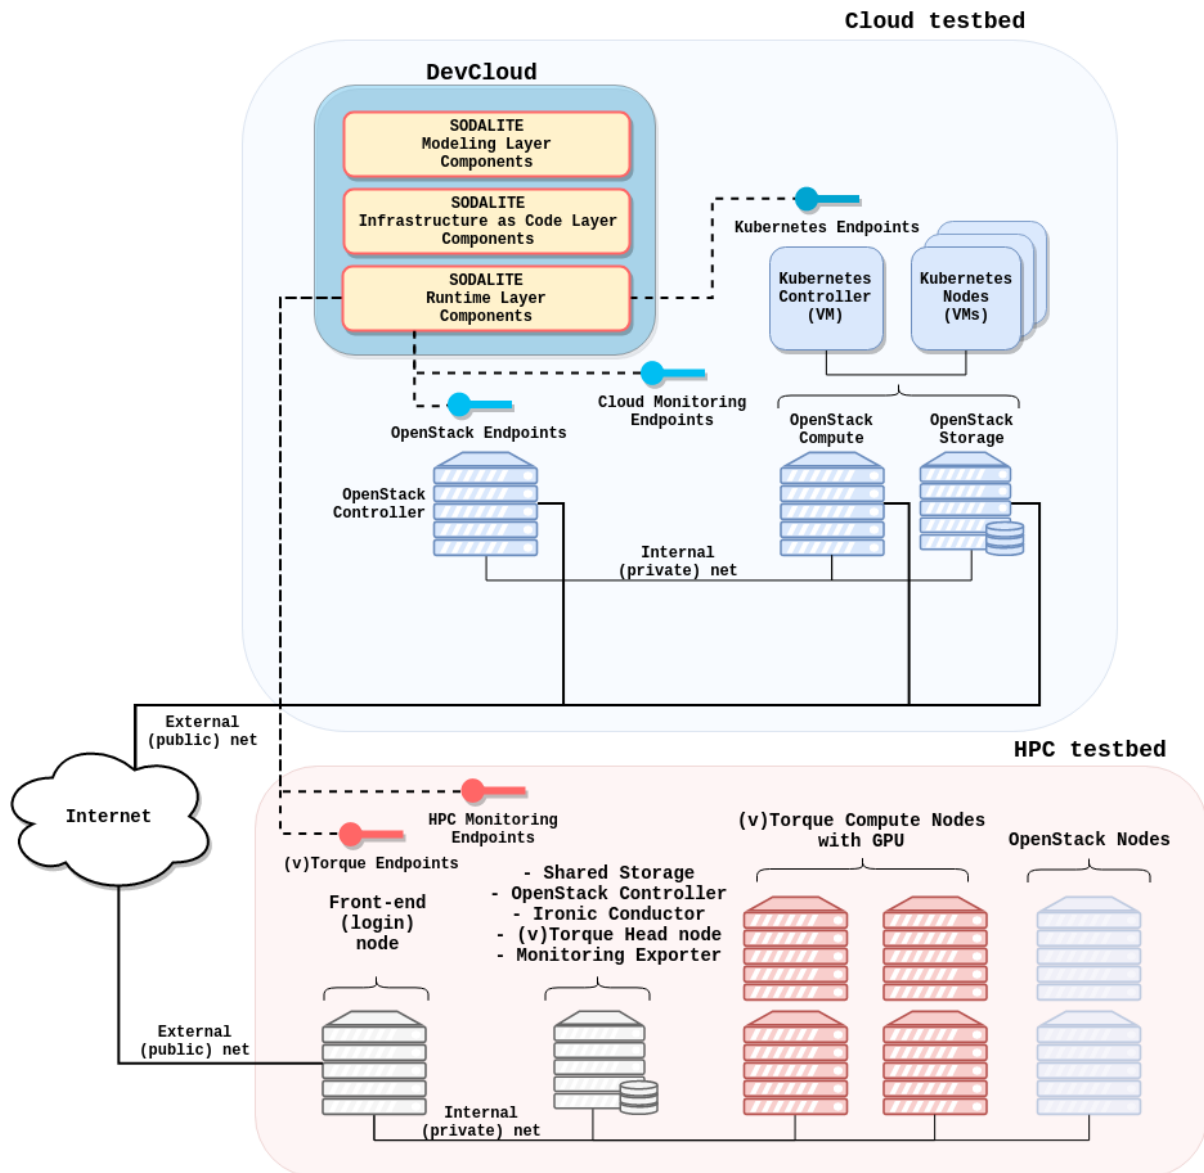 Cloud testbed
DevCloud
SODALITE
Modeling Layer
Components
SODALITE
Infrastructure as Code Layer
Components
SODALITE
Runtime Layer
Components
Kubernetes Endpoints
Kubernetes
Controller
(VM)
Kubernetes
Nodes
(VMs)
Cloud Monitoring
Endpoints
OpenStack Endpoints
OpenStack
Compute
OpenStack
Storage
OpenStack
Controller
Internal
(private) net
External
(public) net
Internet
HPC testbed
HPC Monitoring
Endpoints
(v)Torque Endpoints
(v)Torque Compute Nodes
with GPU
OpenStack Nodes
Front-end
(login)
node
- Shared Storage
- OpenStack Controller
- Ironic Conductor
- (v)Torque Head node
- Monitoring Exporter
External
(public) net
Internal
(private) net